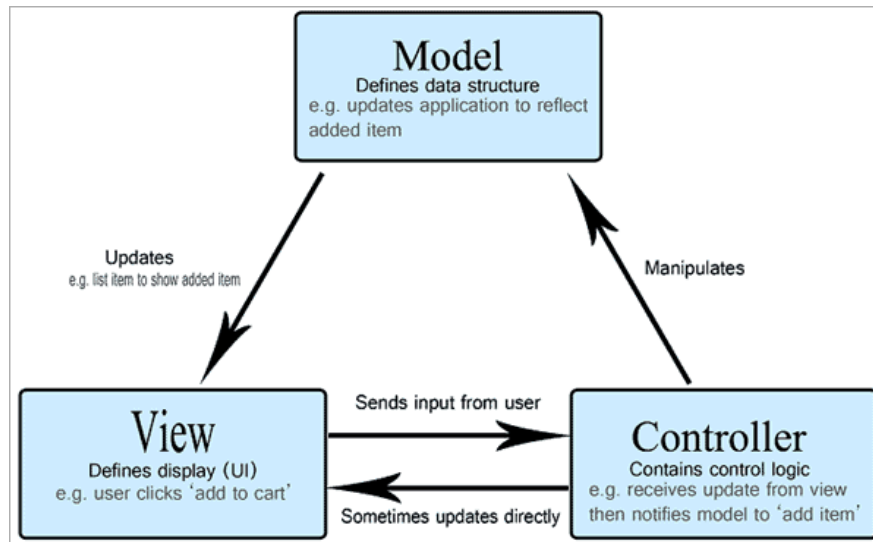 Model
Defines data structure
e.g. updates application to reflect
added item
Updates
e.g. list item to show added item
Manipulates
View
Defines display (UI)
e.g. user clicks ‘add to cart’
Sends input from user
Sometimes updates directly
Controller
Contains control logic
e.g. receives update from view
then notifies model to ‘add item’